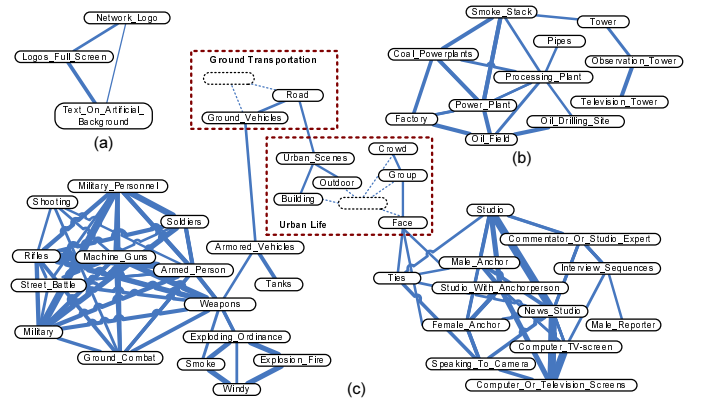 Network_Logo
Logos_Full_Screen
Text_On_Artificial_
Background
(a)
Smoke_Stack
Tower
Coal_Powerplants
Pipes
Observation_Tower
Processing_Plant
Power_Plant
Television_Tower
Factory
Oil_Drilling_Site
Oil_Field
(b)
Ground Transportation
Road
Ground_Vehicles
Crowd
Urban_Scenes
Outdoor
Group
Building
Urban Life
Face
Military_Personnel
Shooting
Soldiers
Rifles
Machine_Guns
Armed_Person
Street_Battle
Military
Ground_Combat
Armored_Vehicles
Tanks
Weapons
Exploding_Ordinance
Smoke
Explosion_Fire
Windy
Studio
Commentator_Or_Studio_Expert
Male_Anchor
Interview_Sequences
Ties
Studio_With_Anchorperson
News_Studio
Female_Anchor
Male_Reporter
Computer_TV-screen
Speaking_To_Camera
Computer_Or_Television_Screens
(c)